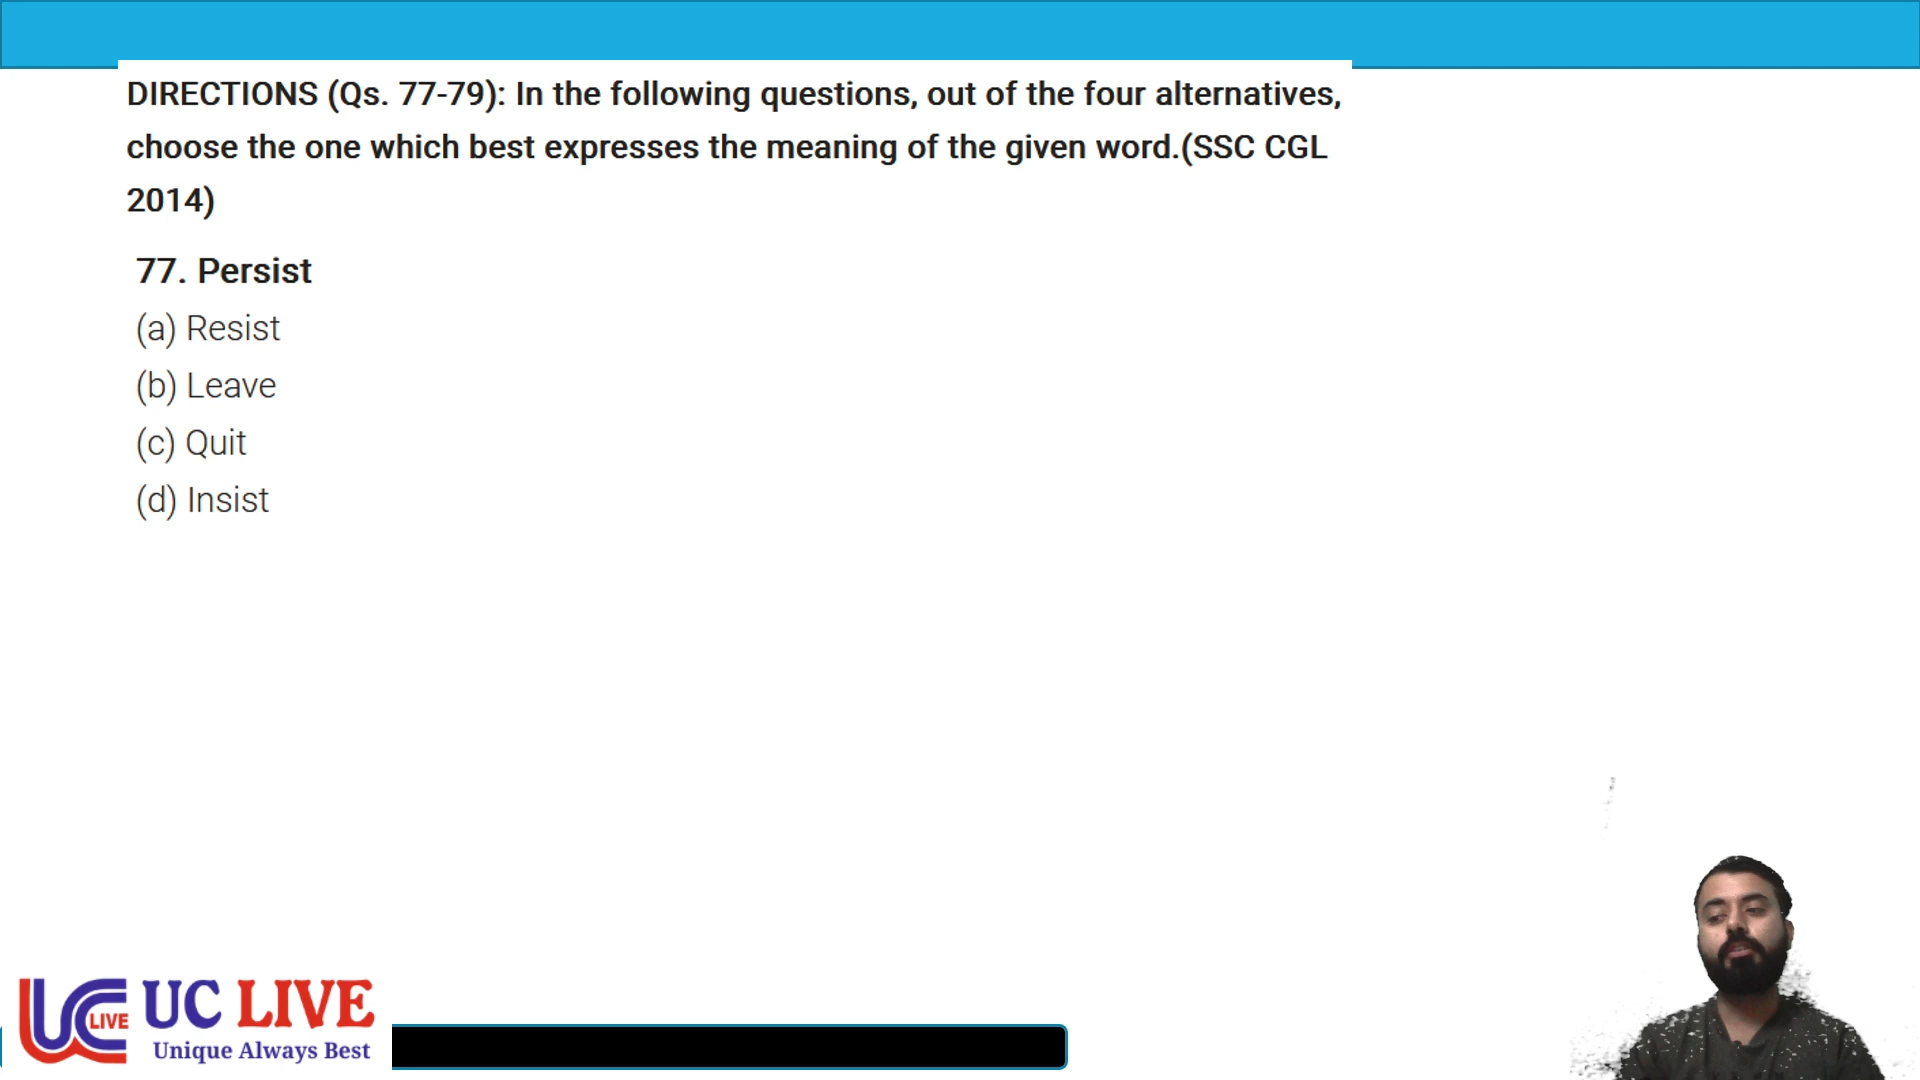 DIRECTIONS (Qs. 77-79): In the following questions, out of the four alternatives,
choose the one which best expresses the meaning of the given word.(SSC CGL
2014)
77. Persist
(a) Resist
(b) Leave
(c) Quit
(d) Insist
LIVE
UC LIVE
Unique Always Best